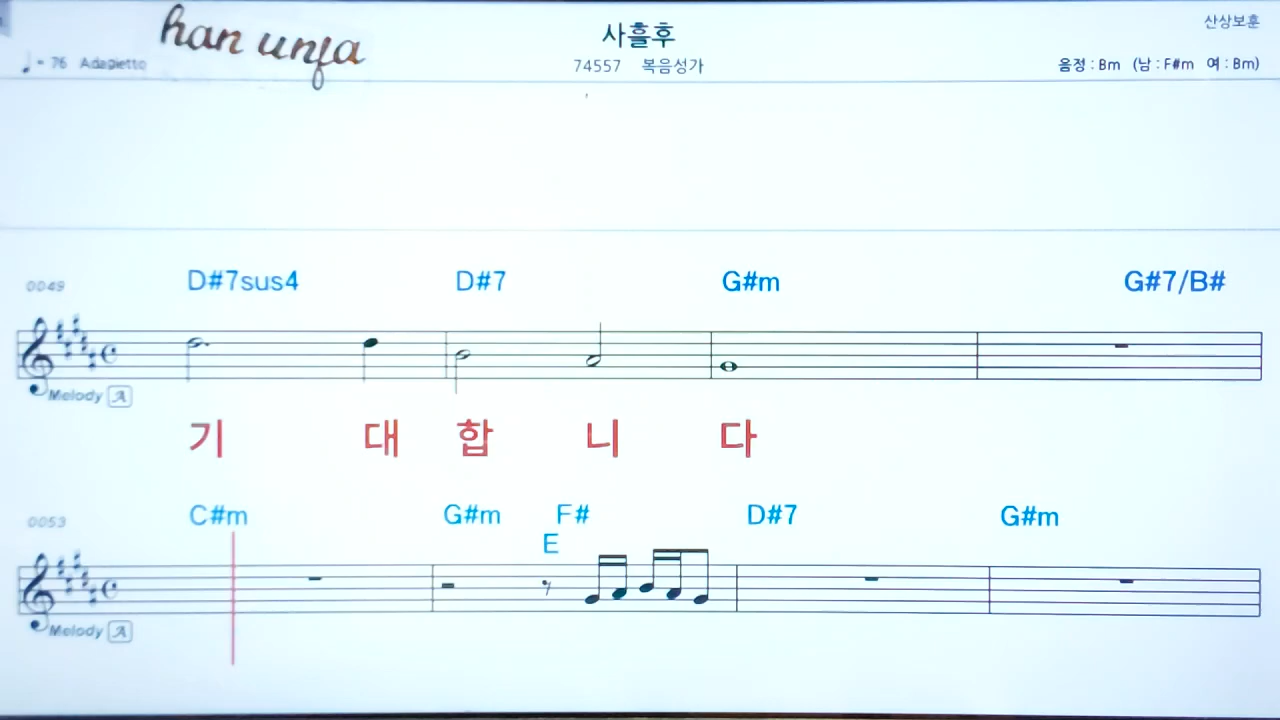 han unja
사흘후
산상보훈
♩= 76 Adagietto
74557 복음성가
음정 : Bm (남 : F#m 여 : Bm)
0049 D#7sus4 D#7 G#m G#7/B#
Melody A
기 대 합 니 다
0053 C#m G#m F# D#7 G#m
E
Melody A